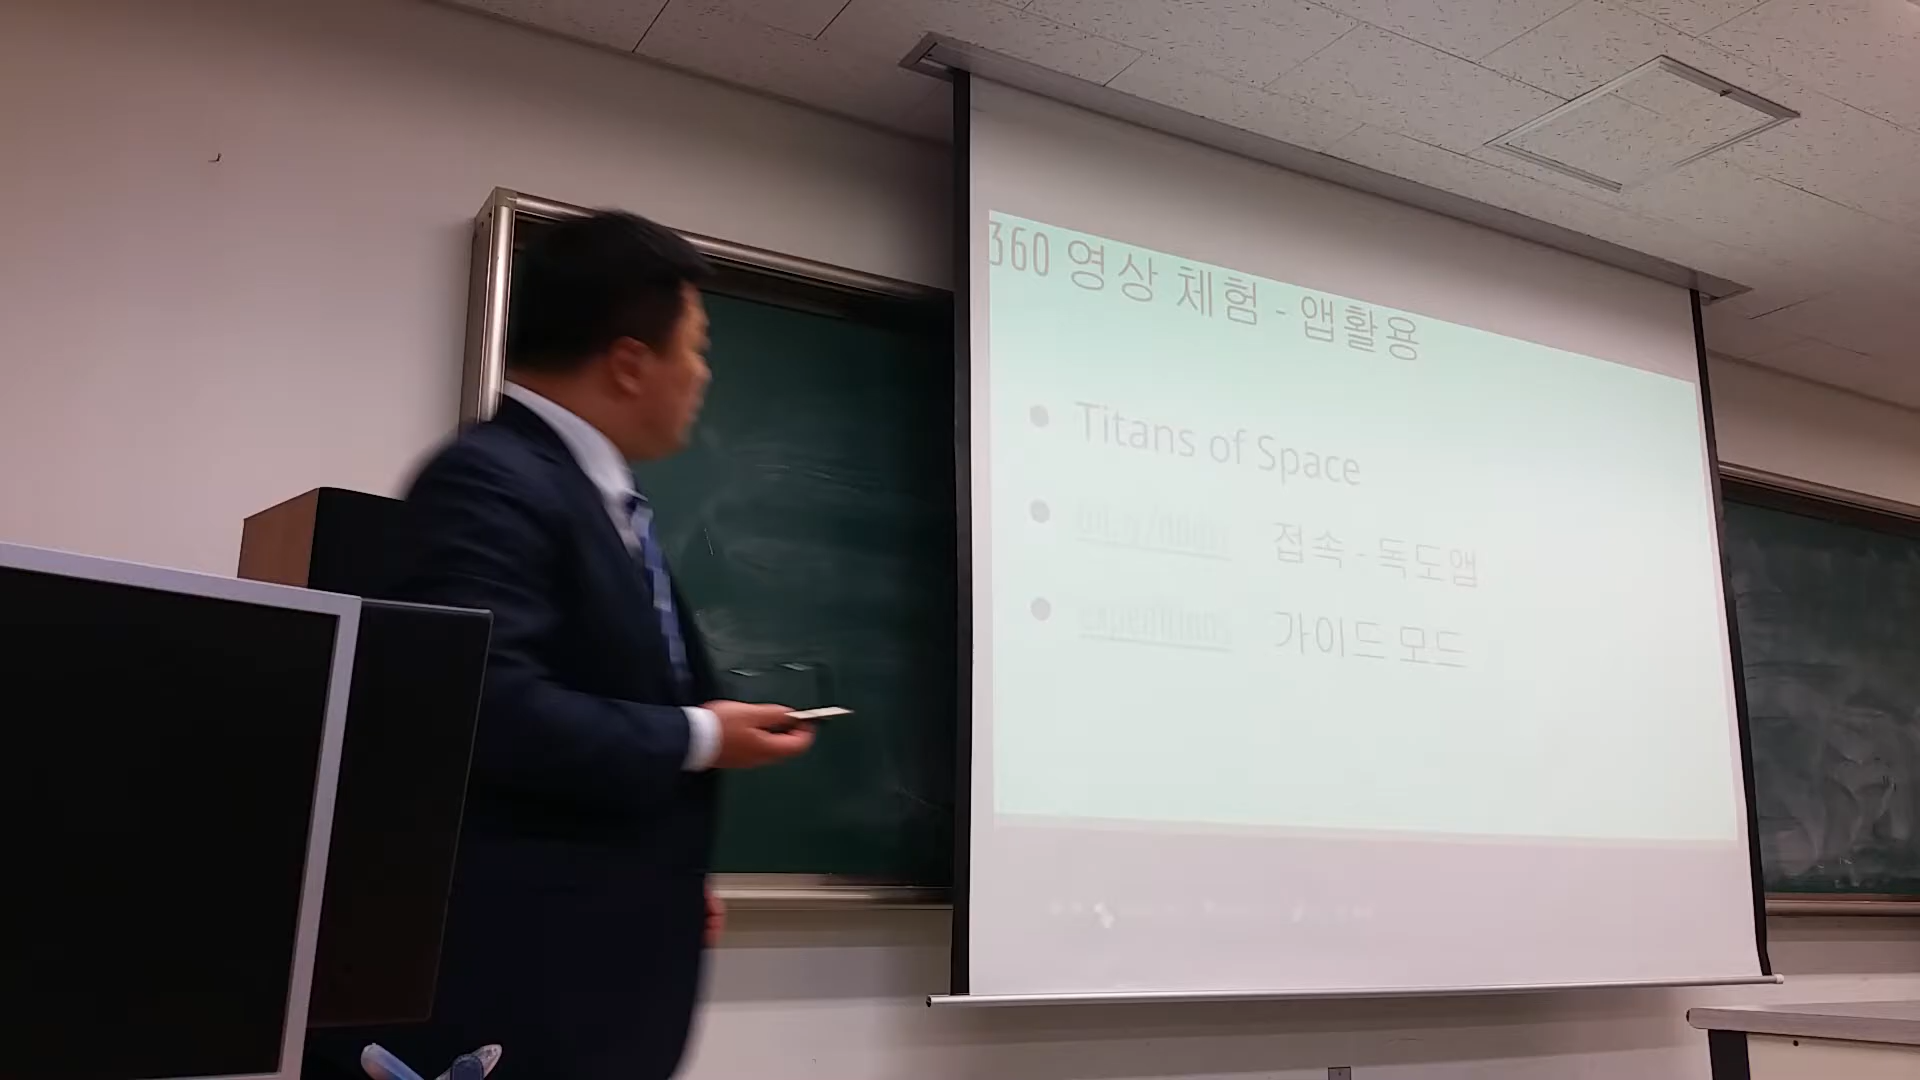 360 영상 체험 - 앱활용
Titans of Space
접속 - 독도앱
가이드 모드